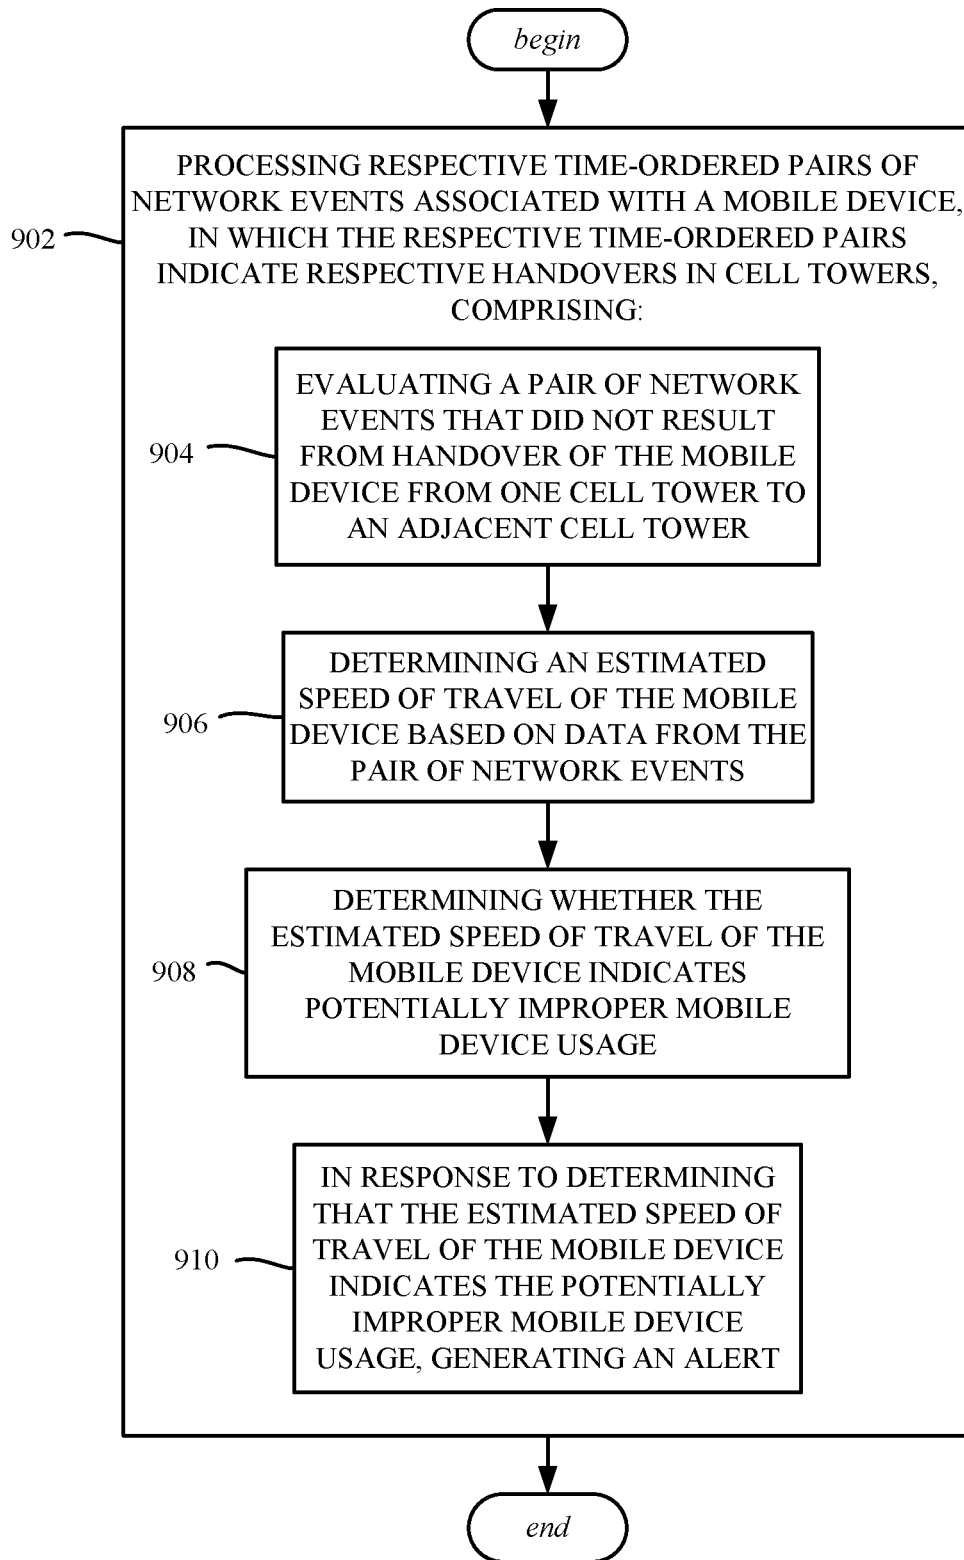 begin
PROCESSING RESPECTIVE TIME-ORDERED PAIRS OF
NETWORK EVENTS ASSOCIATED WITH A MOBILE DEVICE,
IN WHICH THE RESPECTIVE TIME-ORDERED PAIRS
INDICATE RESPECTIVE HANDOVERS IN CELL TOWERS,
COMPRISING:
902
EVALUATING A PAIR OF NETWORK
EVENTS THAT DID NOT RESULT
FROM HANDOVER OF THE MOBILE
DEVICE FROM ONE CELL TOWER TO
AN ADJACENT CELL TOWER
904
DETERMINING AN ESTIMATED
SPEED OF TRAVEL OF THE MOBILE
DEVICE BASED ON DATA FROM THE
PAIR OF NETWORK EVENTS
906
DETERMINING WHETHER THE
ESTIMATED SPEED OF TRAVEL OF THE
MOBILE DEVICE INDICATES
POTENTIALLY IMPROPER MOBILE
DEVICE USAGE
908
IN RESPONSE TO DETERMINING
THAT THE ESTIMATED SPEED OF
TRAVEL OF THE MOBILE DEVICE
INDICATES THE POTENTIALLY
IMPROPER MOBILE DEVICE
USAGE, GENERATING AN ALERT
910
end